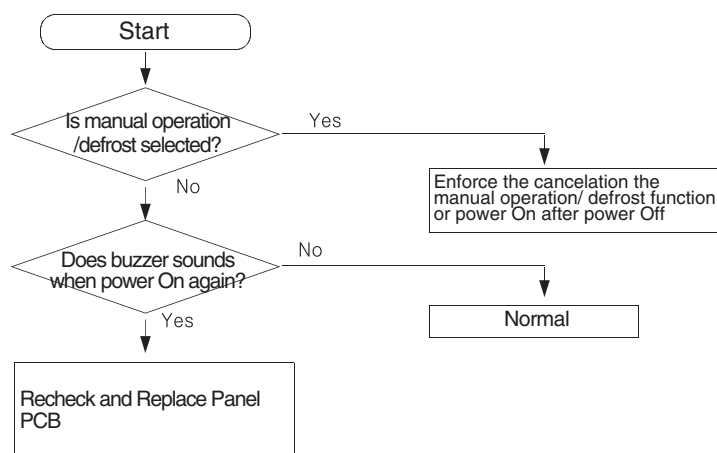 Start
Is manual operation
/defrost selected?
Yes
Enforce the cancelation the
manual operation/ defrost function
or power On after power Off
No
Does buzzer sounds
when power On again?
No
Normal
Yes
Recheck and Replace Panel
PCB